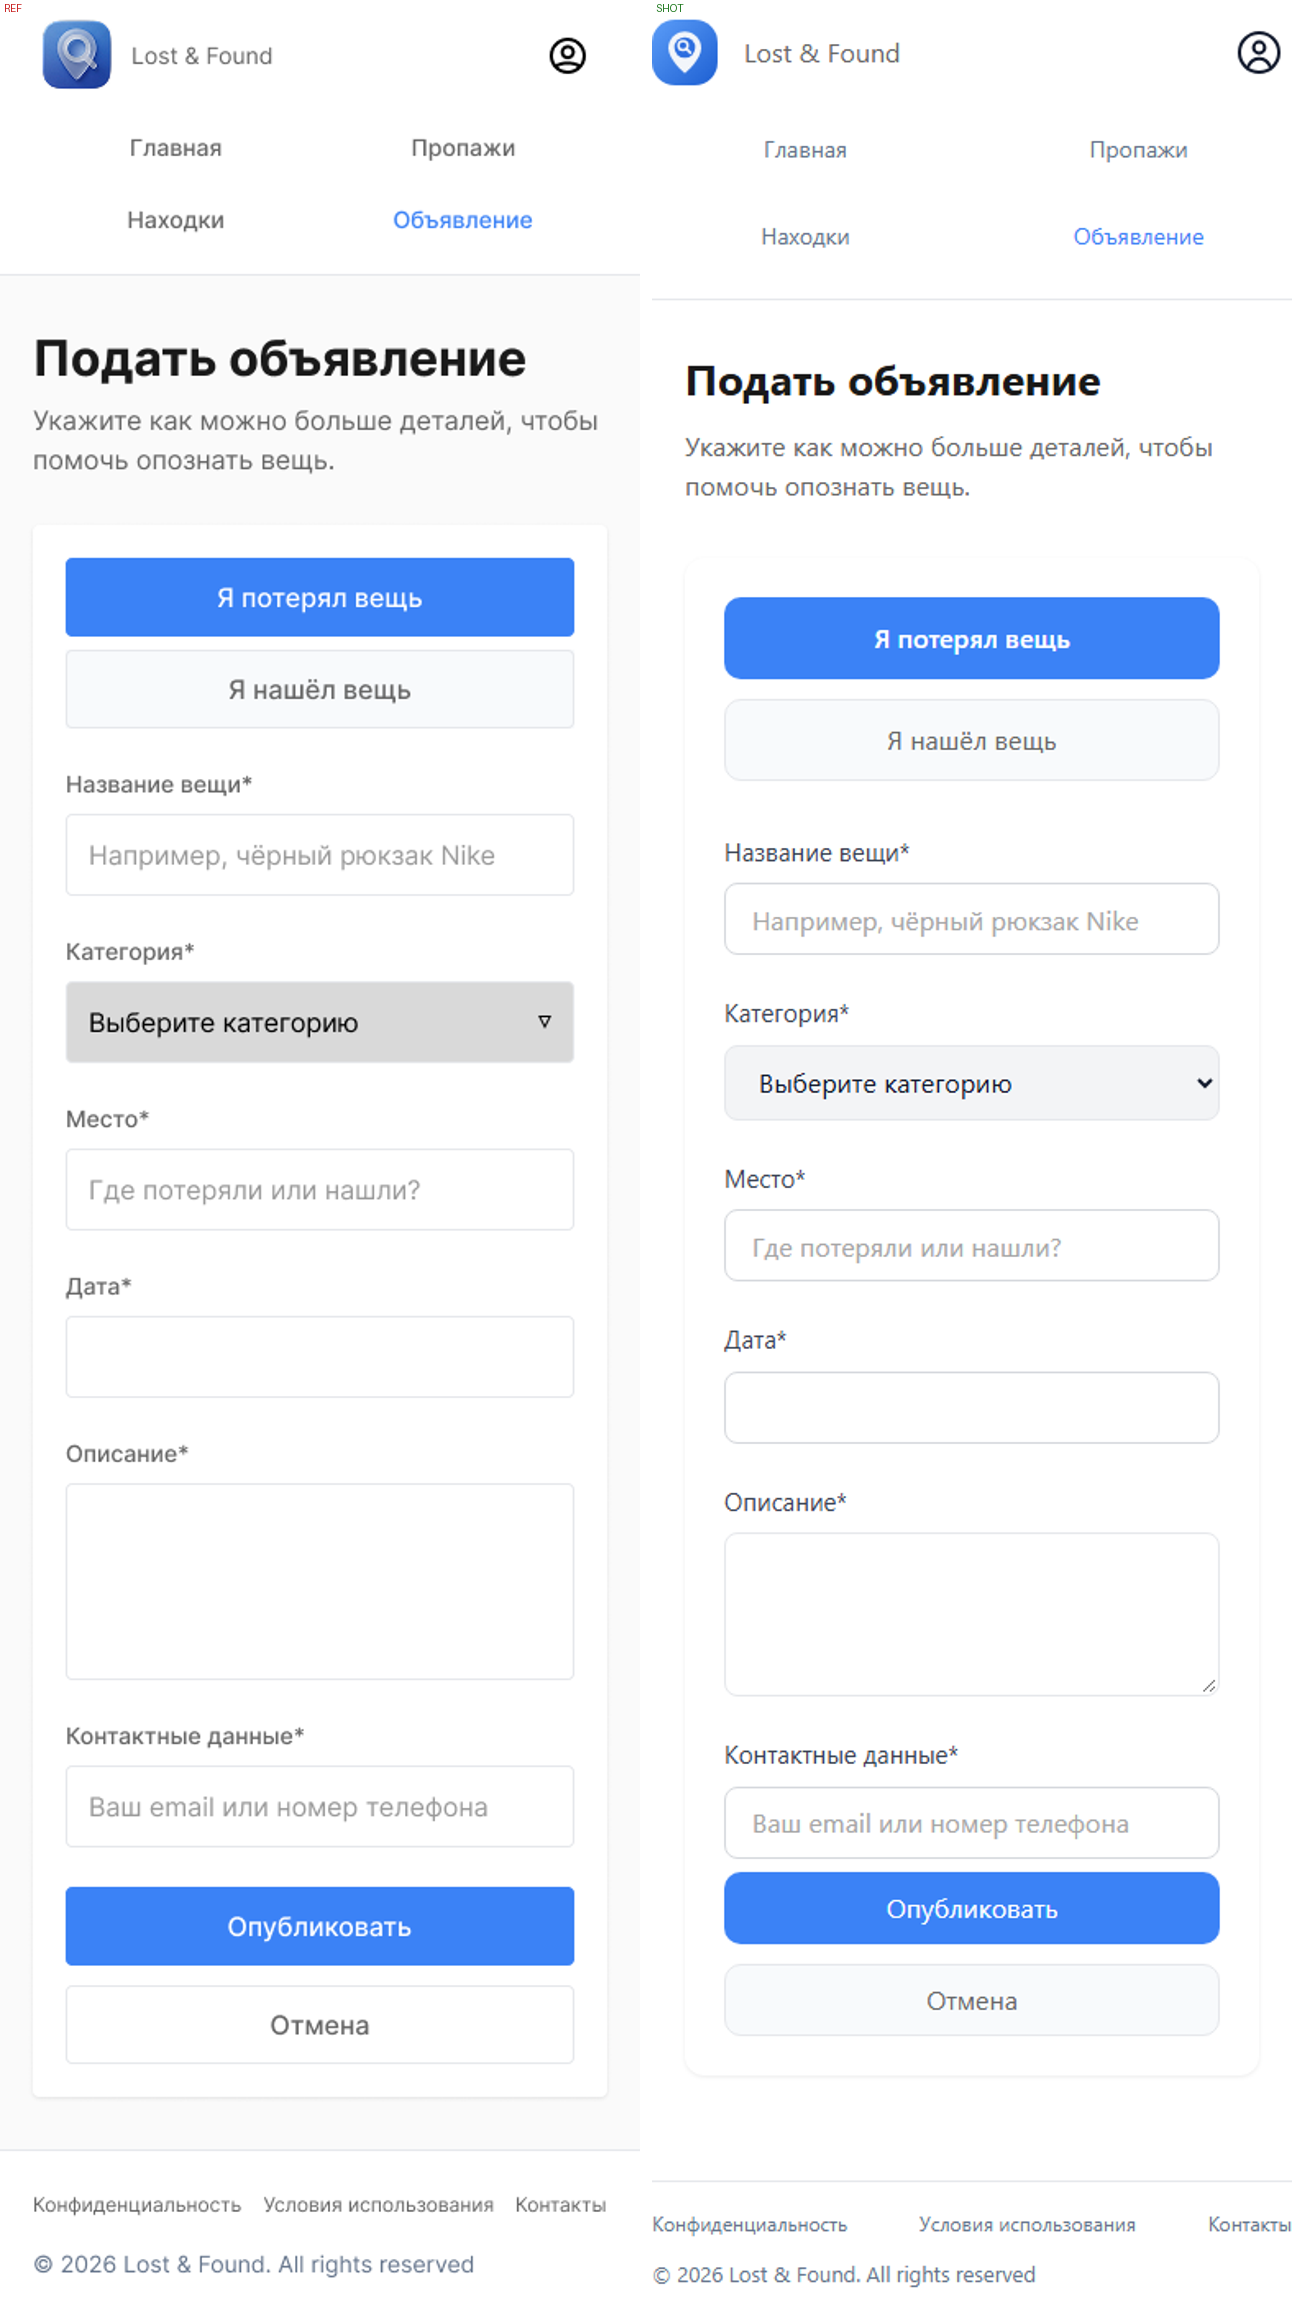 REF
Lost & Found
Главная
Пропажи
Находки
Объявление
Подать объявление
Укажите как можно больше деталей, чтобы
помочь опознать вещь.
Я потерял вещь
Я нашёл вещь
Название вещи*
Например, чёрный рюкзак Nike
Категория*
Выберите категорию
Место*
Где потеряли или нашли?
Дата*
Описание*
Контактные данные*
Ваш email или номер телефона
Опубликовать
Отмена
Конфиденциальность
Условия использования
Контакты
© 2026 Lost & Found. All rights reserved
SHOT
Lost & Found
Главная
Пропажи
Находки
Объявление
Подать объявление
Укажите как можно больше деталей, чтобы
помочь опознать вещь.
Я потерял вещь
Я нашёл вещь
Название вещи*
Например, чёрный рюкзак Nike
Категория*
Выберите категорию
Место*
Где потеряли или нашли?
Дата*
Описание*
Контактные данные*
Ваш email или номер телефона
Опубликовать
Отмена
Конфиденциальность
Условия использования
Контакты
© 2026 Lost & Found. All rights reserved